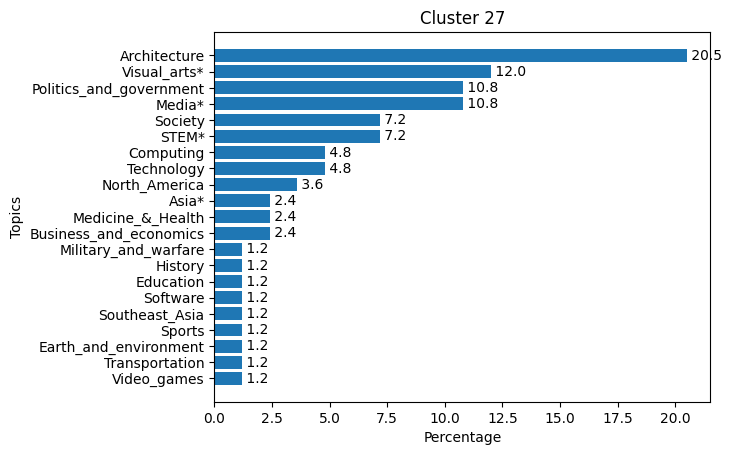 Cluster 27
Architecture 20.5
Visual_arts* 12.0
Politics_and_government 10.8
Media* 10.8
Society 7.2
STEM* 7.2
Computing 4.8
Technology 4.8
North_America 3.6
Asia* 2.4
Medicine_&_Health 2.4
Business_and_economics 2.4
Military_and_warfare 1.2
History 1.2
Education 1.2
Software 1.2
Southeast_Asia 1.2
Sports 1.2
Earth_and_environment 1.2
Transportation 1.2
Video_games 1.2
Topics
0.0 2.5 5.0 7.5 10.0 12.5 15.0 17.5 20.0
Percentage